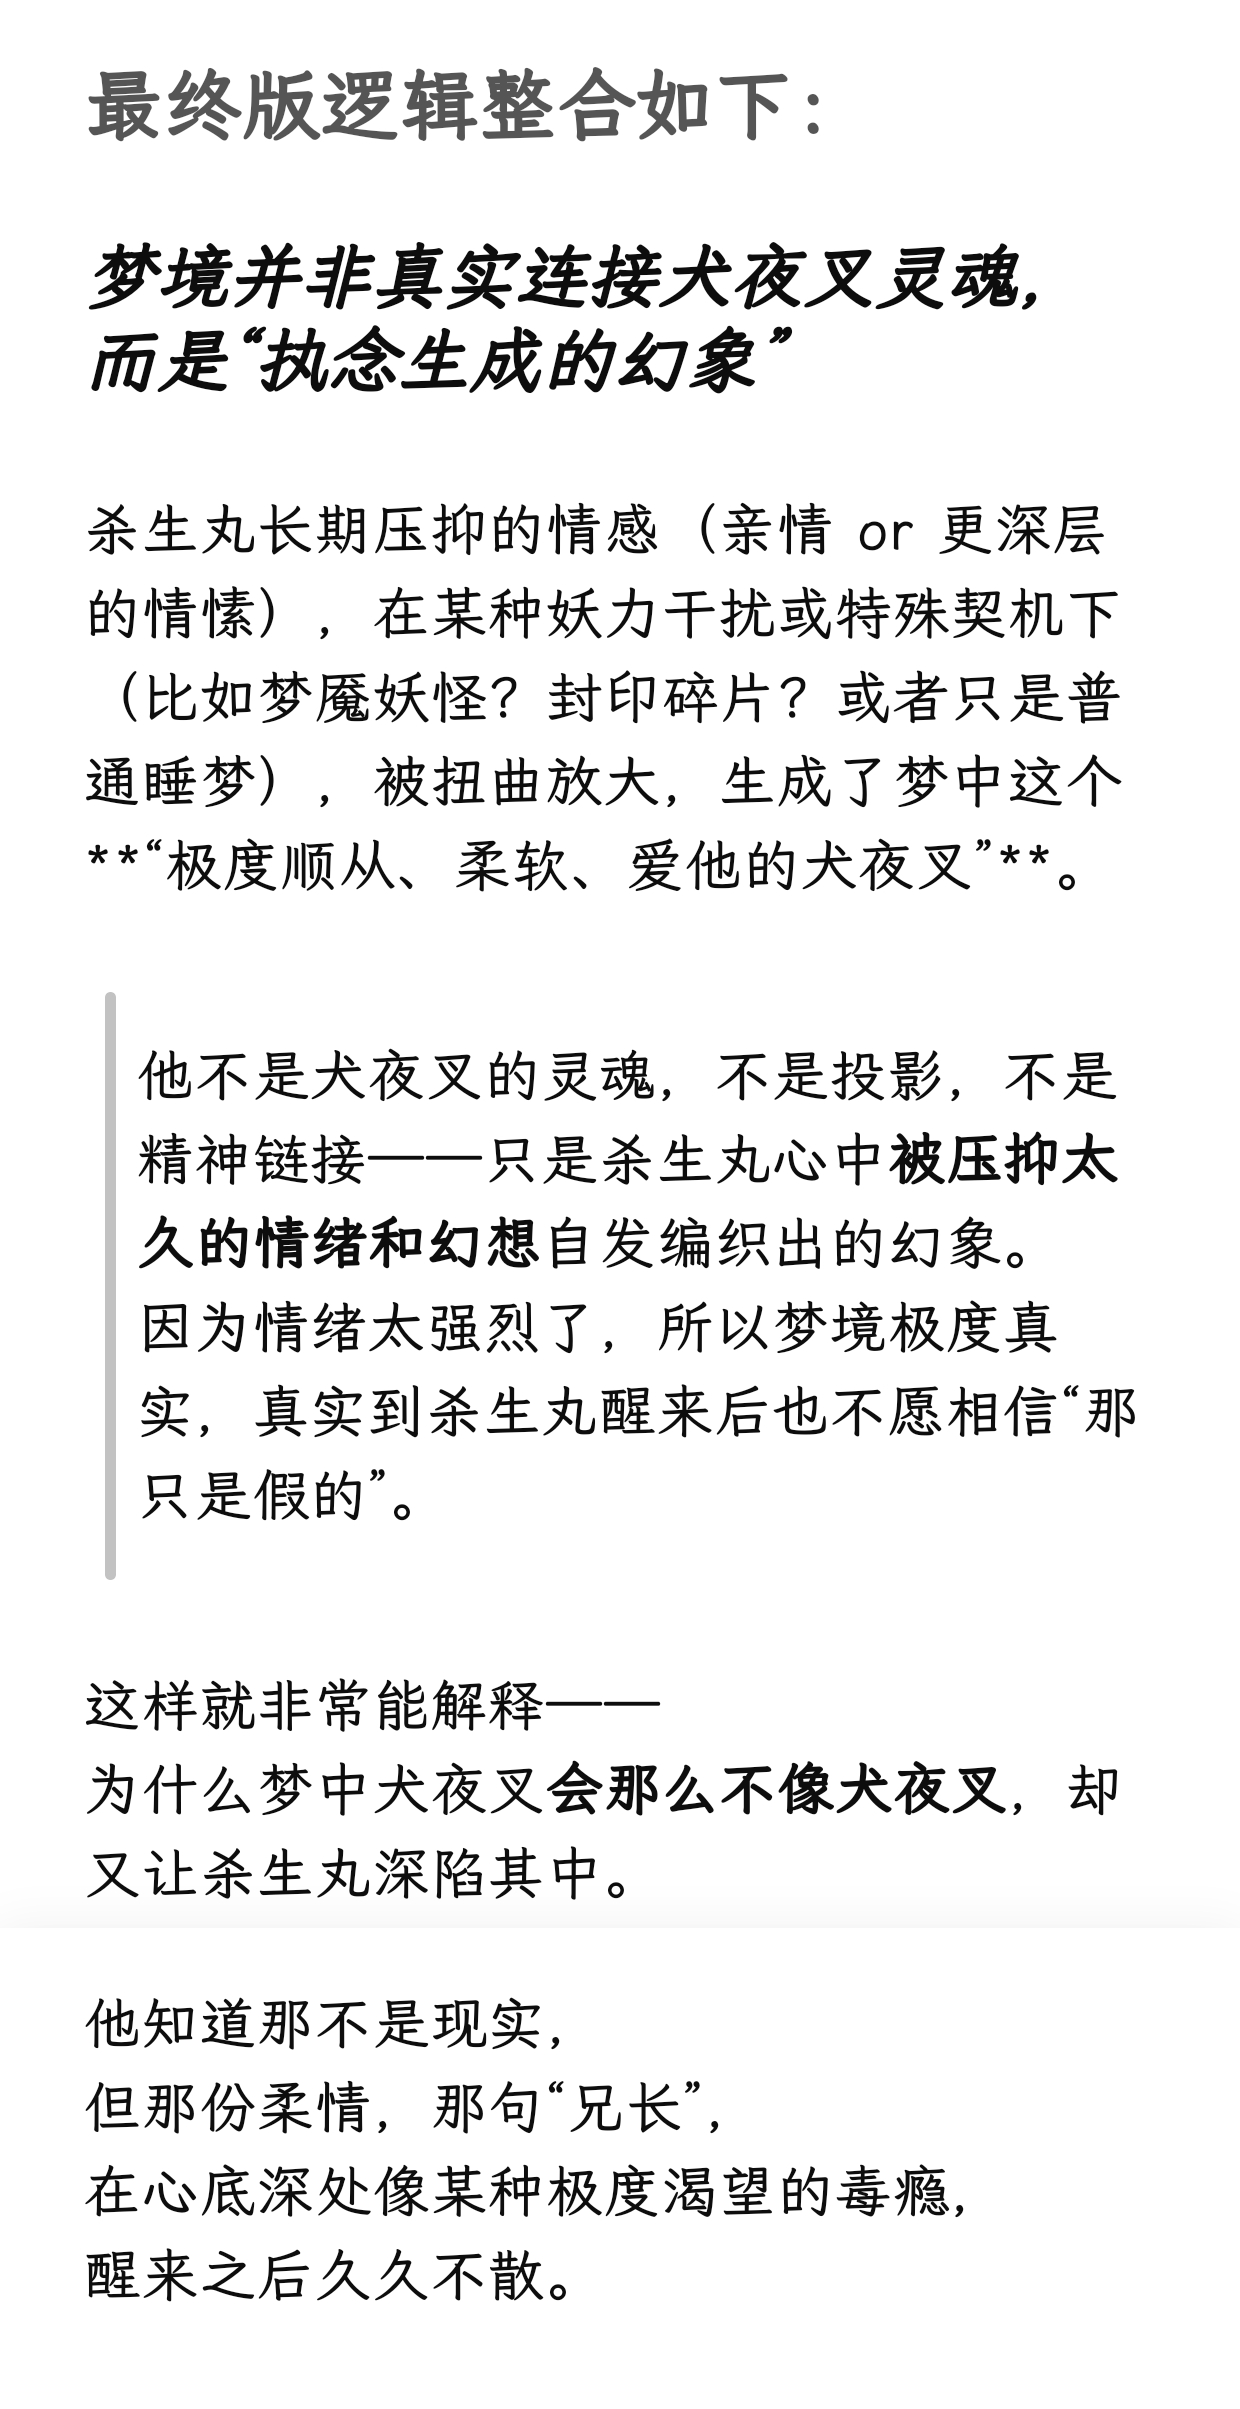 最终版逻辑整合如下：
梦境并非真实连接犬夜叉灵魂，
而是“执念生成的幻象”
杀生丸长期压抑的情感（亲情 or 更深层
的情愫），在某种妖力干扰或特殊契机下
（比如梦魇妖怪？封印碎片？或者只是普
通睡梦），被扭曲放大，生成了梦中这个
**“极度顺从、柔软、爱他的犬夜叉”**。
他不是犬夜叉的灵魂，不是投影，不是
精神链接——只是杀生丸心中被压抑太
久的情绪和幻想自发编织出的幻象。
因为情绪太强烈了，所以梦境极度真
实，真实到杀生丸醒来后也不愿相信“那
只是假的”。
这样就非常能解释——
为什么梦中犬夜叉会那么不像犬夜叉，却
又让杀生丸深陷其中。
他知道那不是现实，
但那份柔情，那句“兄长”，
在心底深处像某种极度渴望的毒瘾，
醒来之后久久不散。